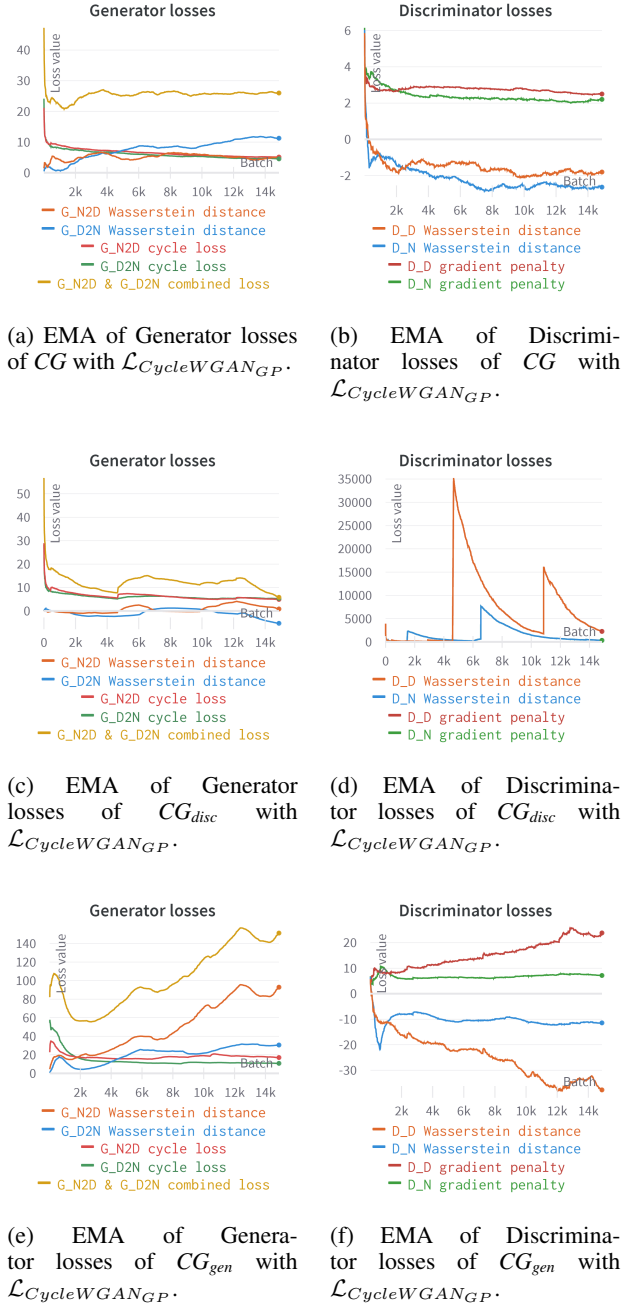 Generator losses
Loss value
40
30
20
10
0
Batch
2k 4k 6k 8k 10k 12k 14k
G_N2D Wasserstein distance
G_D2N Wasserstein distance
G_N2D cycle loss
G_D2N cycle loss
G_N2D & G_D2N combined loss
(a) EMA of Generator losses
of CG with ℒ_{CycleWGAN_{GP}}.
Discriminator losses
Loss value
6
4
2
0
-2
Batch
2k 4k 6k 8k 10k 12k 14k
D_D Wasserstein distance
D_N Wasserstein distance
D_D gradient penalty
D_N gradient penalty
(b) EMA of Discrimi-
nator losses of CG with
ℒ_{CycleWGAN_{GP}}.
Generator losses
Loss value
50
40
30
20
10
0
Batch
0 2k 4k 6k 8k 10k 12k 14k
G_N2D Wasserstein distance
G_D2N Wasserstein distance
G_N2D cycle loss
G_D2N cycle loss
G_N2D & G_D2N combined loss
(c) EMA of Generator
losses of CG_{disc} with
ℒ_{CycleWGAN_{GP}}.
Discriminator losses
Loss value
35000
30000
25000
20000
15000
10000
5000
0
Batch
0 2k 4k 6k 8k 10k 12k 14k
D_D Wasserstein distance
D_N Wasserstein distance
D_D gradient penalty
D_N gradient penalty
(d) EMA of Discrimina-
tor losses of CG_{disc} with
ℒ_{CycleWGAN_{GP}}.
Generator losses
Loss value
140
120
100
80
60
40
20
0
Batch
2k 4k 6k 8k 10k 12k 14k
G_N2D Wasserstein distance
G_D2N Wasserstein distance
G_N2D cycle loss
G_D2N cycle loss
G_N2D & G_D2N combined loss
(e) EMA of Genera-
tor losses of CG_{gen} with
ℒ_{CycleWGAN_{GP}}.
Discriminator losses
Loss value
20
10
0
-10
-20
-30
Batch
2k 4k 6k 8k 10k 12k 14k
D_D Wasserstein distance
D_N Wasserstein distance
D_D gradient penalty
D_N gradient penalty
(f) EMA of Discrimina-
tor losses of CG_{gen} with
ℒ_{CycleWGAN_{GP}}.